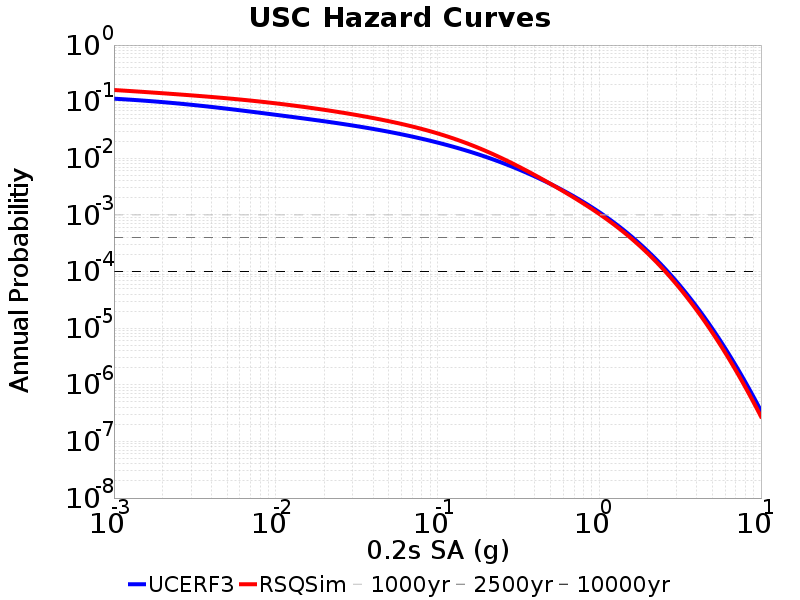 USC Hazard Curves
10^0
10^-1
10^-2
10^-3
10^-4
10^-5
10^-6
10^-7
10^-8
Annual Probabilitiy
10^-3 10^-2 10^-1 10^0 10^1
0.2s SA (g)
UCERF3 RSQSim 1000yr 2500yr 10000yr